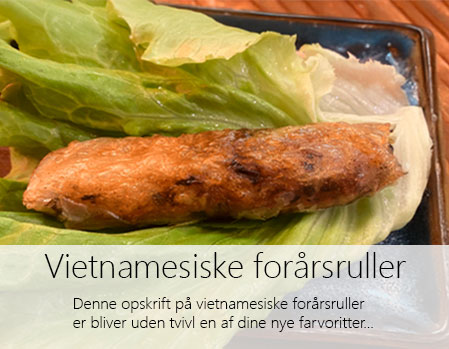 Vietnamesiske forårsruller
Denne opskrift på vietnamesiske forårsruller
er bliver uden tvivl en af dine nye farvoritter...